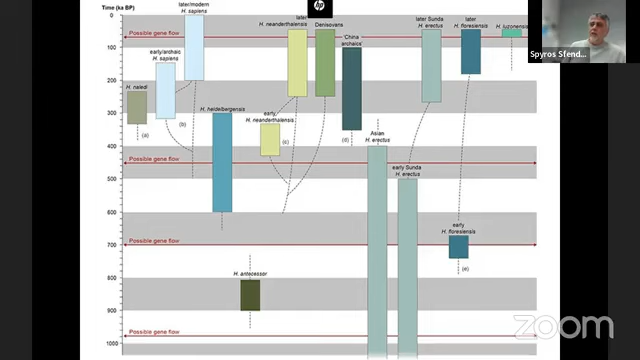 Time (ka BP)
later/modern
H. sapiens
later
H. neanderthalensis
Denisovans
later Sunda
H. erectus
later
H. floresiensis
H. luzonensis
hp
Spyros Sfend...
0
Possible gene flow
100
early/archaic
H. sapiens
China
archaics
200
H. naledi
300
H. heidelbergensis
early
H. neanderthalensis
(a)
(b)
(c)
(d)
Asian
H. erectus
400
Possible gene flow
early Sunda
H. erectus
500
600
early
H. floresiensis
700
Possible gene flow
(e)
H. antecessor
800
900
Possible gene flow
1000
zoom